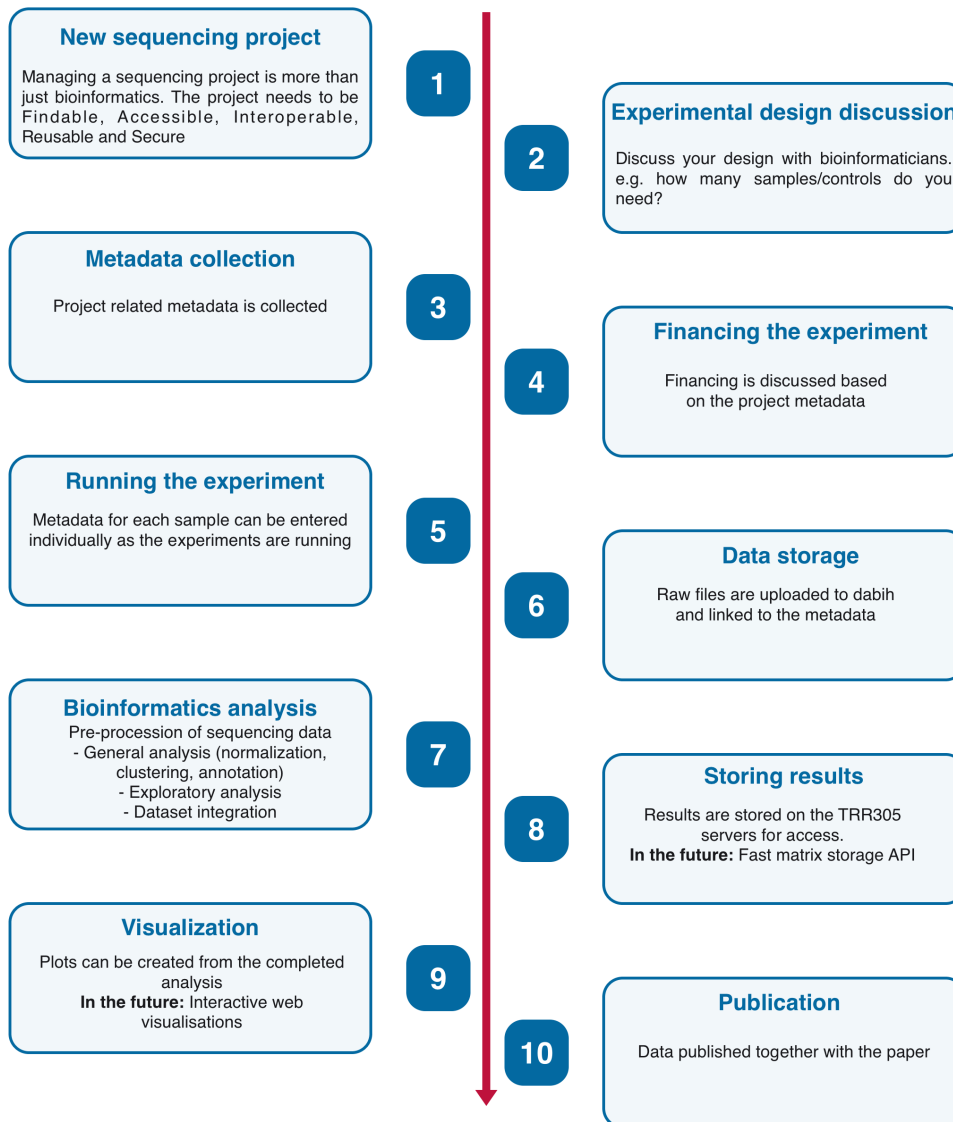 New sequencing project
Managing a sequencing project is more than
just bioinformatics. The project needs to be
Findable, Accessible, Interoperable,
Reusable and Secure
1
2
Experimental design discussion
Discuss your design with bioinformaticians.
e.g. how many samples/controls do you
need?
Metadata collection
Project related metadata is collected
3
4
Financing the experiment
Financing is discussed based
on the project metadata
Running the experiment
Metadata for each sample can be entered
individually as the experiments are running
5
6
Data storage
Raw files are uploaded to dabih
and linked to the metadata
Bioinformatics analysis
Pre-procession of sequencing data
- General analysis (normalization,
clustering, annotation)
- Exploratory analysis
- Dataset integration
7
8
Storing results
Results are stored on the TRR305
servers for access.
In the future: Fast matrix storage API
Visualization
Plots can be created from the completed
analysis
In the future: Interactive web
visualisations
9
10
Publication
Data published together with the paper